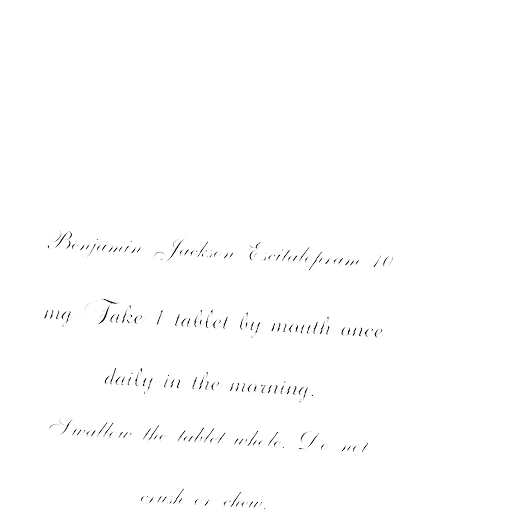 Benjamin Jackson Escitalopram 10
mg Take 1 tablet by mouth once
daily in the morning.
Swallow the tablet whole. Do not
crush or chew.